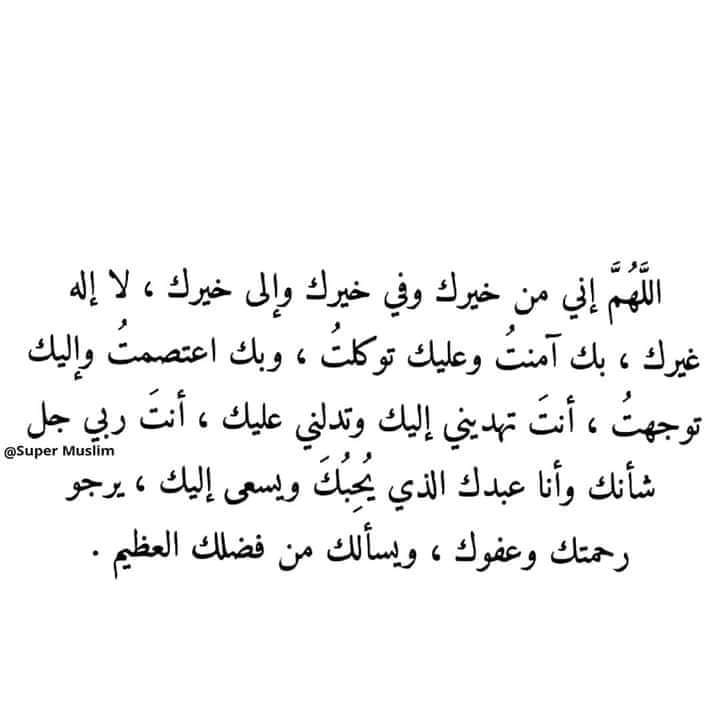 اللَّهُمَّ إني من خيرك وفي خيرك وإلى خيرك ، لا إله
غيرك ، بك آمنتُ وعليك توكلتُ ، وبك اعتصمتُ وإليك
توجهتُ ، أنتَ تهديني إليك وتدلني عليك ، أنتَ ربي جل
@Super Muslim
شأنك وأنا عبدك الذي يُحِبُكَ ويسعى إليك ، يرجو
رحمتك وعفوك ، ويسألك من فضلك العظيم .